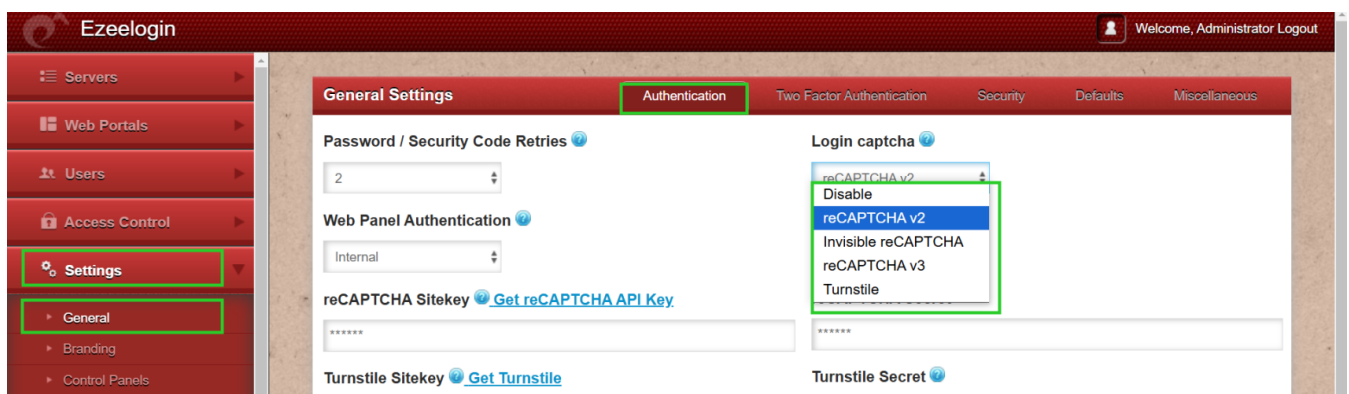 Ezeelogin
Welcome, Administrator Logout
Servers
Web Portals
Users
Access Control
Settings
General
Branding
Control Panels
General Settings
Authentication
Two Factor Authentication
Security
Defaults
Miscellaneous
Password / Security Code Retries
2
Login captcha
reCAPTCHA v2
Disable
reCAPTCHA v2
Invisible reCAPTCHA
reCAPTCHA v3
Turnstile
Web Panel Authentication
Internal
reCAPTCHA Sitekey Get reCAPTCHA API Key
******
******
Turnstile Sitekey Get Turnstile
Turnstile Secret